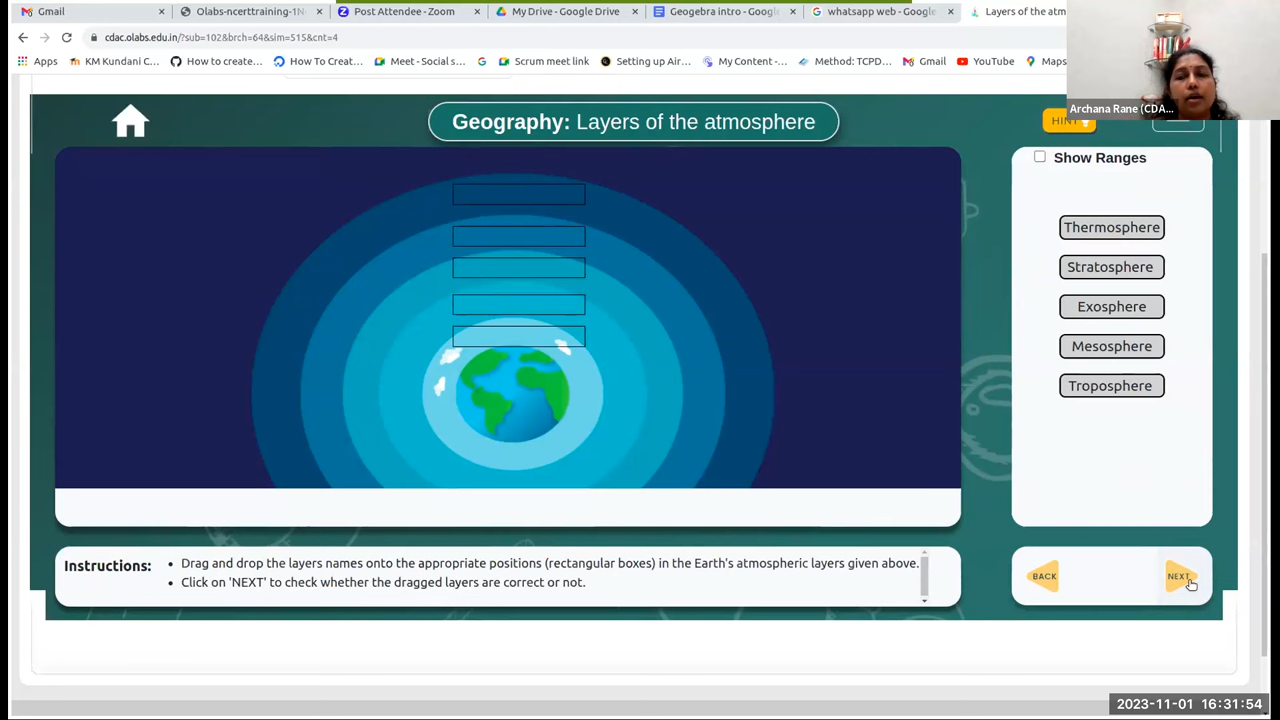 Gmail
Olabs-ncerttraining-1N
Post Attendee - Zoom
My Drive - Google Drive
Geogebra intro - Google
whatsapp web - Google
Layers of the atm
cdac.olabs.edu.in/?sub=102&brch=64&sim=515&cnt=4
Apps
KM Kundani C...
How to create...
How To Creat...
Meet - Social s...
Scrum meet link
Setting up Air...
My Content -...
Method: TCPD...
Gmail
YouTube
Maps
Archana Rane (CDA...
Geography: Layers of the atmosphere
HINT
Show Ranges
Thermosphere
Stratosphere
Exosphere
Mesosphere
Troposphere
Instructions:
• Drag and drop the layers names onto the appropriate positions (rectangular boxes) in the Earth's atmospheric layers given above.
• Click on 'NEXT' to check whether the dragged layers are correct or not.
BACK
NEXT
2023-11-01 16:31:54